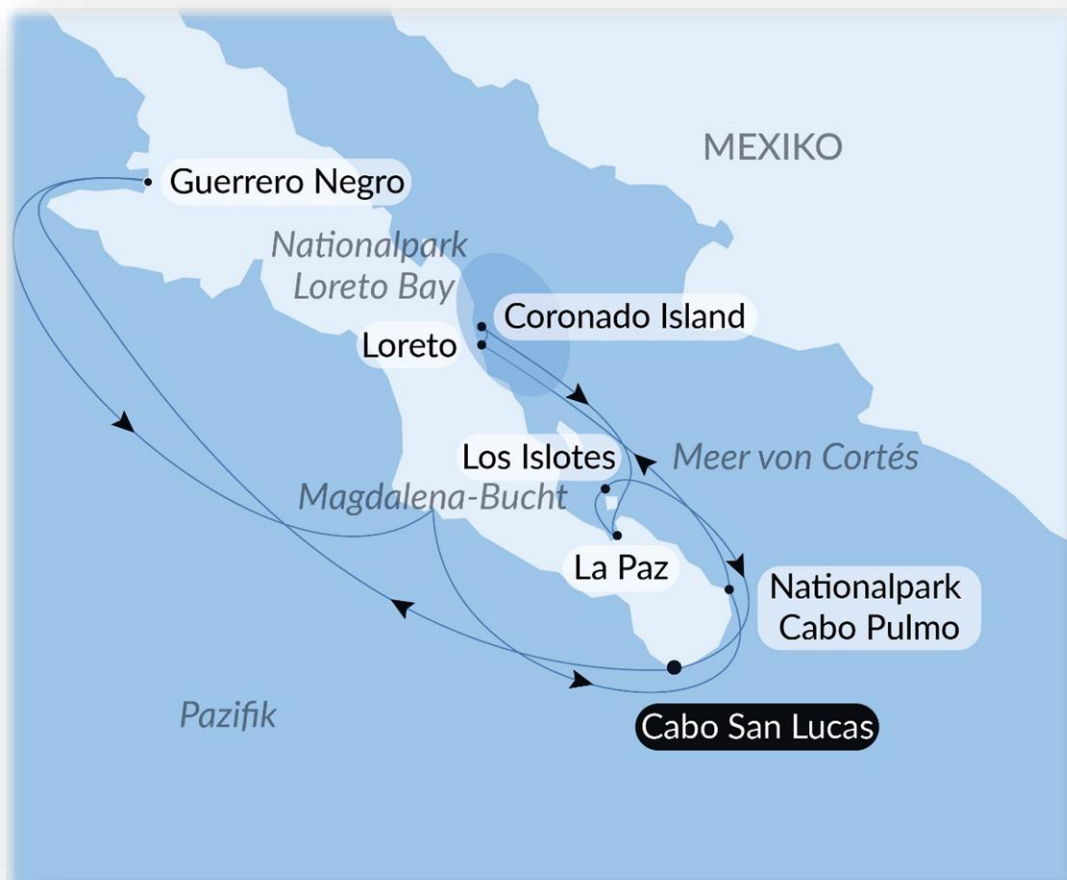 MEXIKO
Guerrero Negro
Nationalpark
Loreto Bay
Coronado Island
Loreto
Los Islotes
Meer von Cortés
Magdalena-Bucht
La Paz
Nationalpark
Cabo Pulmo
Pazifik
Cabo San Lucas